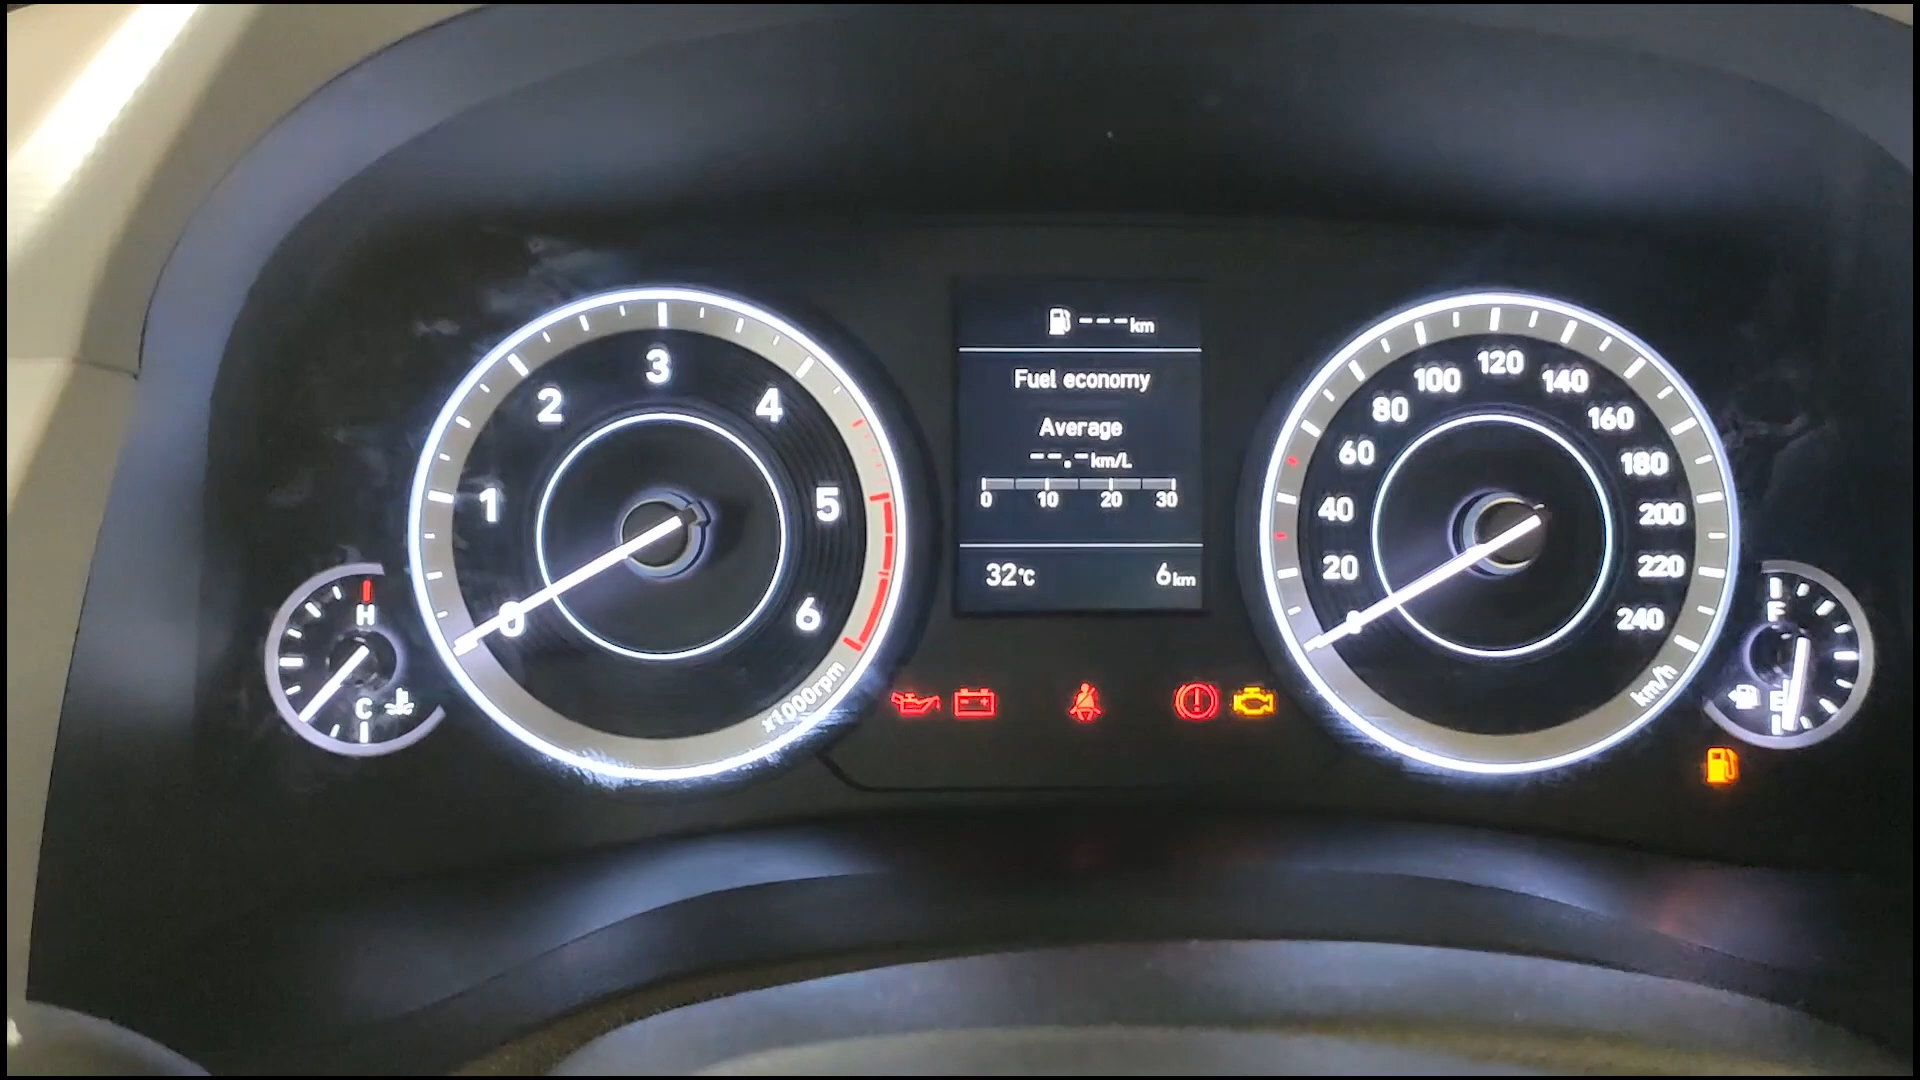 ---km
Fuel economy
Average
--.-km/L
0 10 20 30
32°C 6km
0 1 2 3 4 5 6
x1000rpm
H
C
0 20 40 60 80 100 120 140 160 180 200 220 240
km/h
F
E